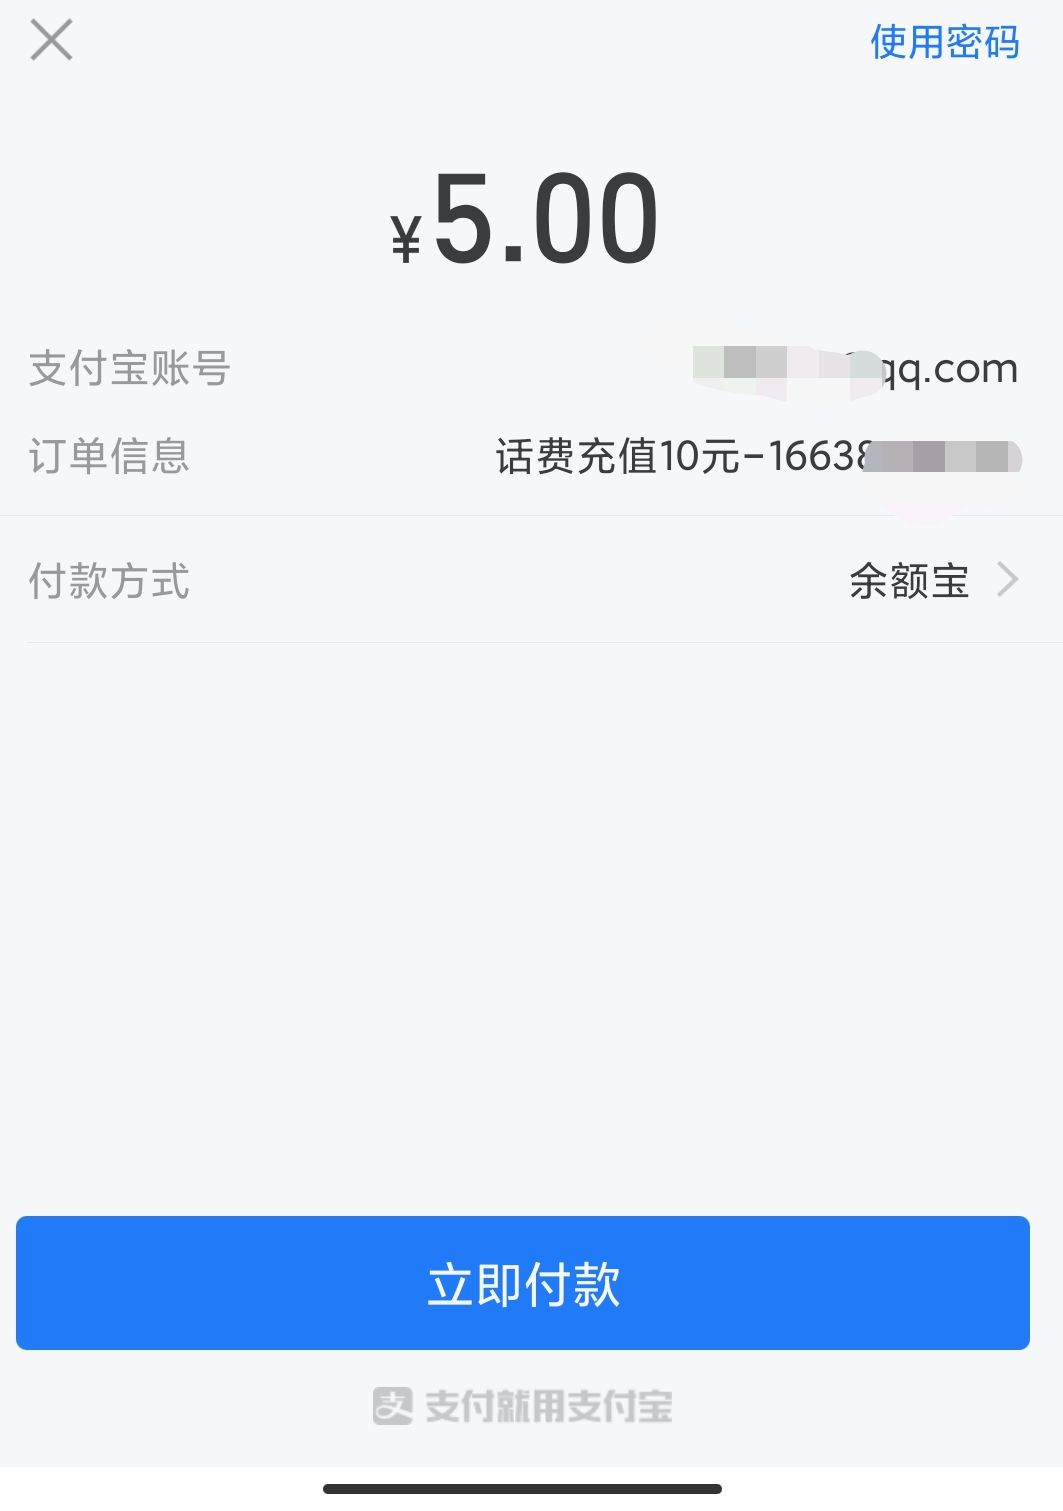 使用密码
¥5.00
支付宝账号 qq.com
订单信息 话费充值10元-16638
付款方式 余额宝
立即付款
支付就用支付宝